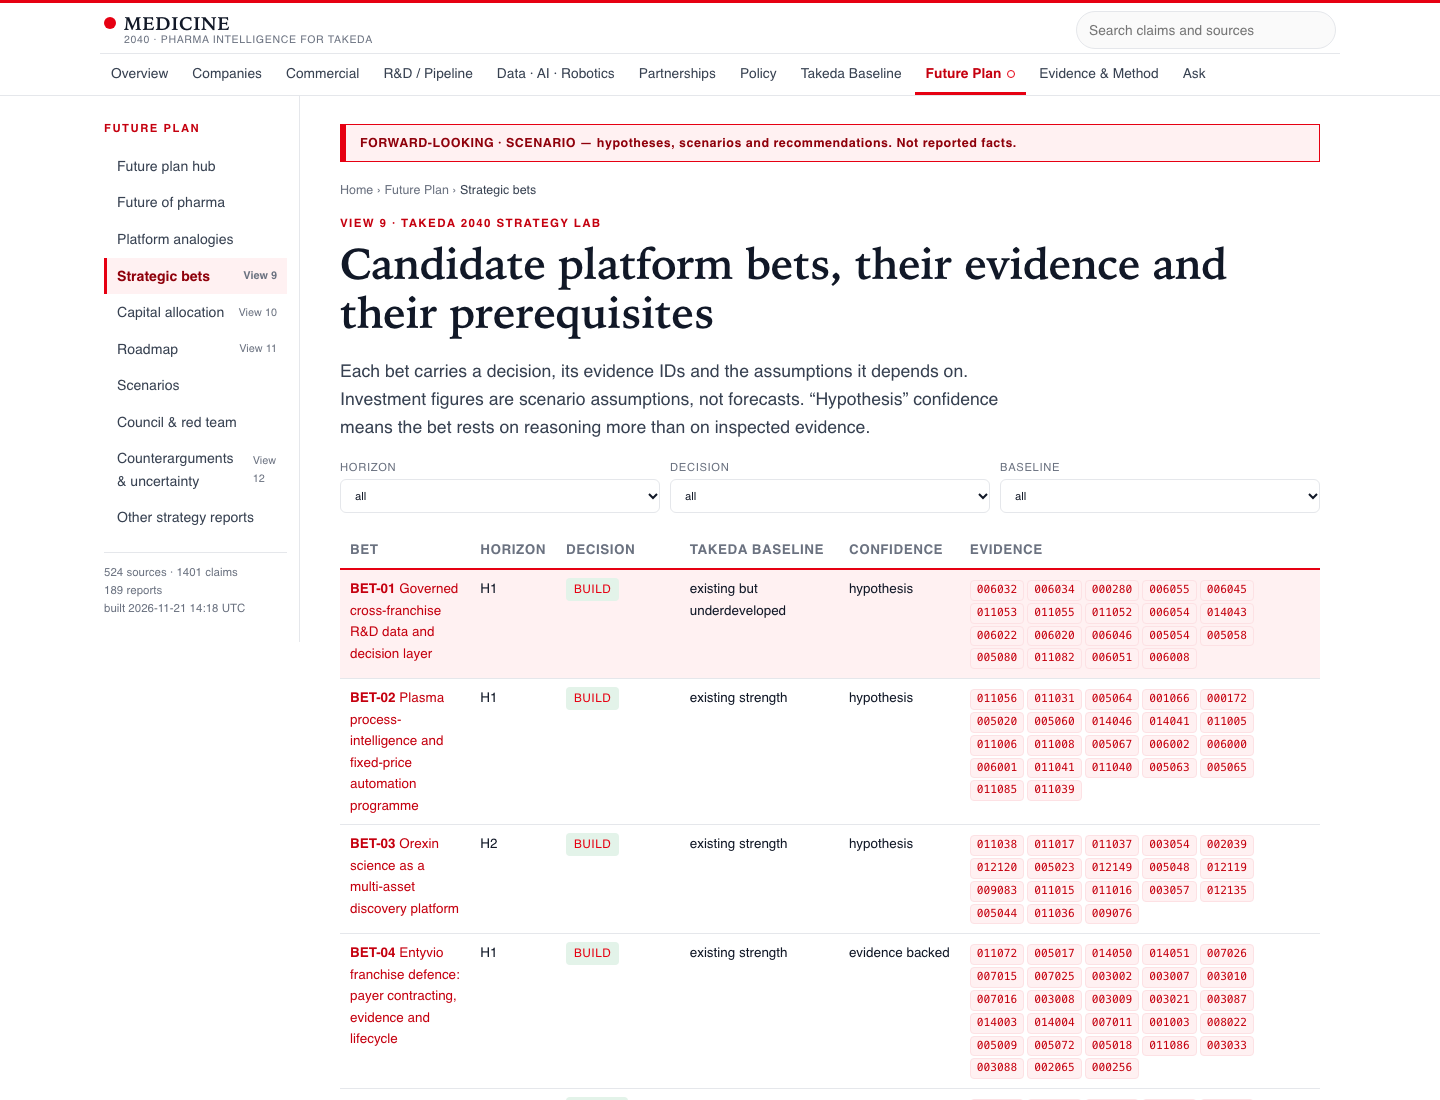 MEDICINE
2040 · PHARMA INTELLIGENCE FOR TAKEDA
Search claims and sources
Overview Companies Commercial R&D / Pipeline Data · AI · Robotics Partnerships Policy Takeda Baseline Future Plan Evidence & Method Ask
FUTURE PLAN
Future plan hub
Future of pharma
Platform analogies
Strategic bets View 9
Capital allocation View 10
Roadmap View 11
Scenarios
Council & red team
Counterarguments & uncertainty View 12
Other strategy reports
524 sources · 1401 claims
189 reports
built 2026-11-21 14:18 UTC
FORWARD-LOOKING · SCENARIO — hypotheses, scenarios and recommendations. Not reported facts.
Home › Future Plan › Strategic bets
VIEW 9 · TAKEDA 2040 STRATEGY LAB
Candidate platform bets, their evidence and
their prerequisites
Each bet carries a decision, its evidence IDs and the assumptions it depends on.
Investment figures are scenario assumptions, not forecasts. “Hypothesis” confidence
means the bet rests on reasoning more than on inspected evidence.
HORIZON DECISION BASELINE
all all all
BET HORIZON DECISION TAKEDA BASELINE CONFIDENCE EVIDENCE
BET-01 Governed H1 BUILD existing but hypothesis 006032 006034 000280 006055 006045
cross-franchise underdeveloped 011053 011055 011052 006054 014043
R&D data and 006022 006020 006046 005054 005058
decision layer 005080 011082 006051 006008
BET-02 Plasma H1 BUILD existing strength hypothesis 011056 011031 005064 001066 000172
process- 005020 005060 014046 014041 011005
intelligence and 011006 011008 005067 006002 006000
fixed-price 006001 011041 011040 005063 005065
automation 011085 011039
programme
BET-03 Orexin H2 BUILD existing strength hypothesis 011038 011017 011037 003054 002039
science as a 012120 005023 012149 005048 012119
multi-asset 009083 011015 011016 003057 012135
discovery platform 005044 011036 009076
BET-04 Entyvio H1 BUILD existing strength evidence backed 011072 005017 014050 014051 007026
franchise defence: 007015 007025 003002 003007 003010
payer contracting, 007016 003008 003009 003021 003087
evidence and 014003 014004 007011 001003 008022
lifecycle 005009 005072 005018 011086 003033
003088 002065 000256